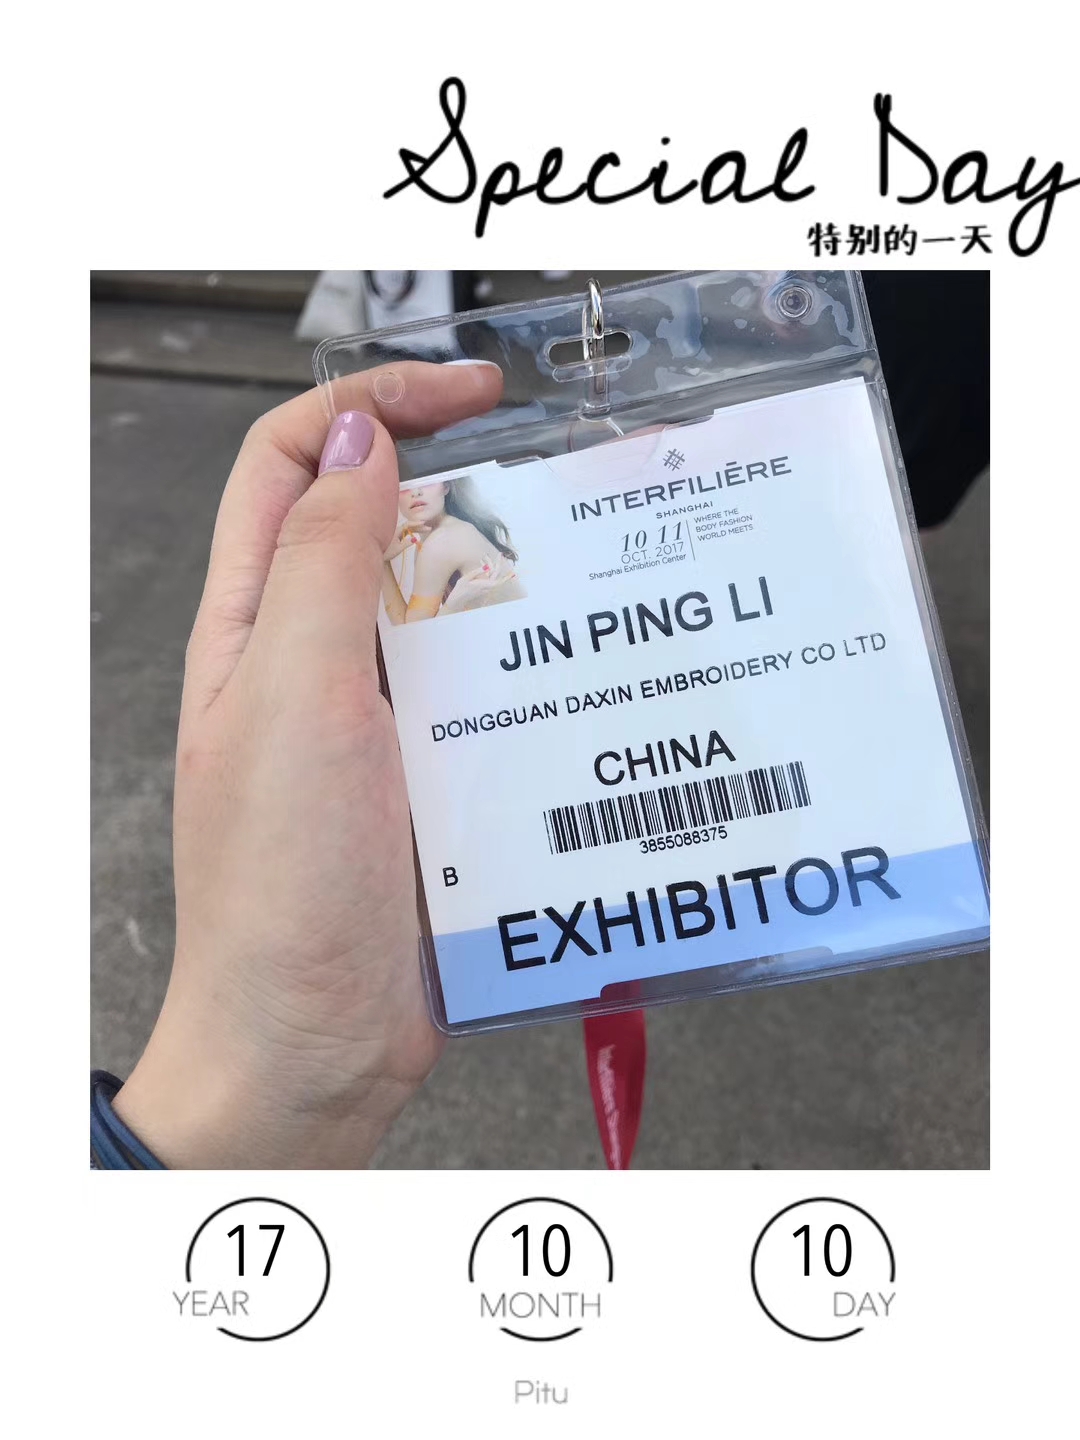 Special Day
特别的一天
INTERFILIĒRE
SHANGHAI
10 11
OCT. 2017
Shanghai Exhibition Center
WHERE THE
BODY FASHION
WORLD MEETS
JIN PING LI
DONGGUAN DAXIN EMBROIDERY CO LTD
CHINA
3855088375
B
EXHIBITOR
17
YEAR
10
MONTH
10
DAY
Pitu